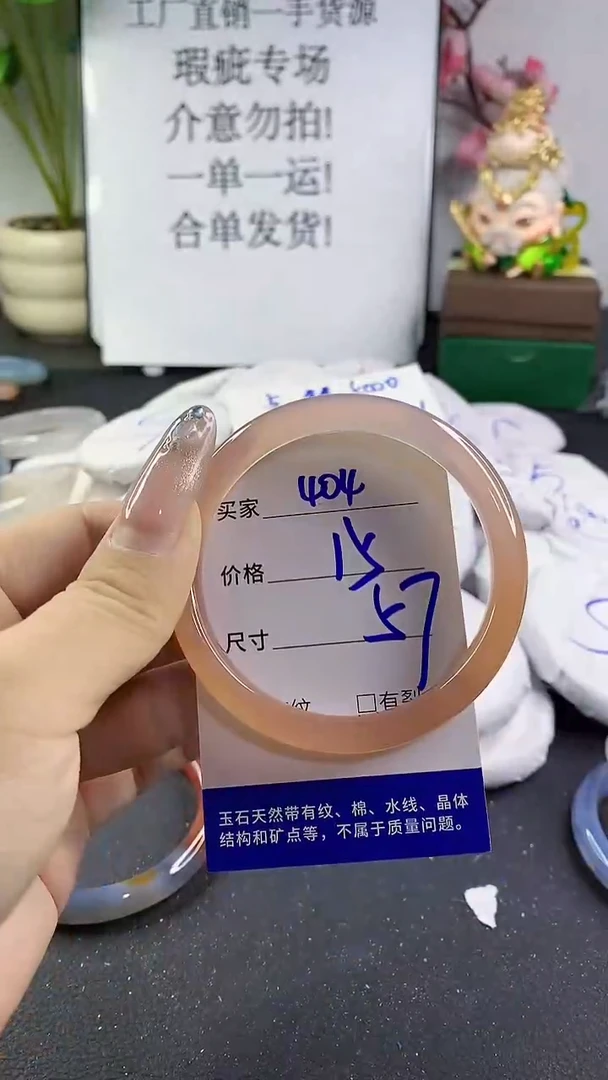 工厂直销一手货源
瑕疵专场
介意勿拍!
一单一运!
合单发货!
买家 404
价格 15
尺寸 57
纹 □有裂
玉石天然带有纹、棉、水线、晶体
结构和矿点等，不属于质量问题。